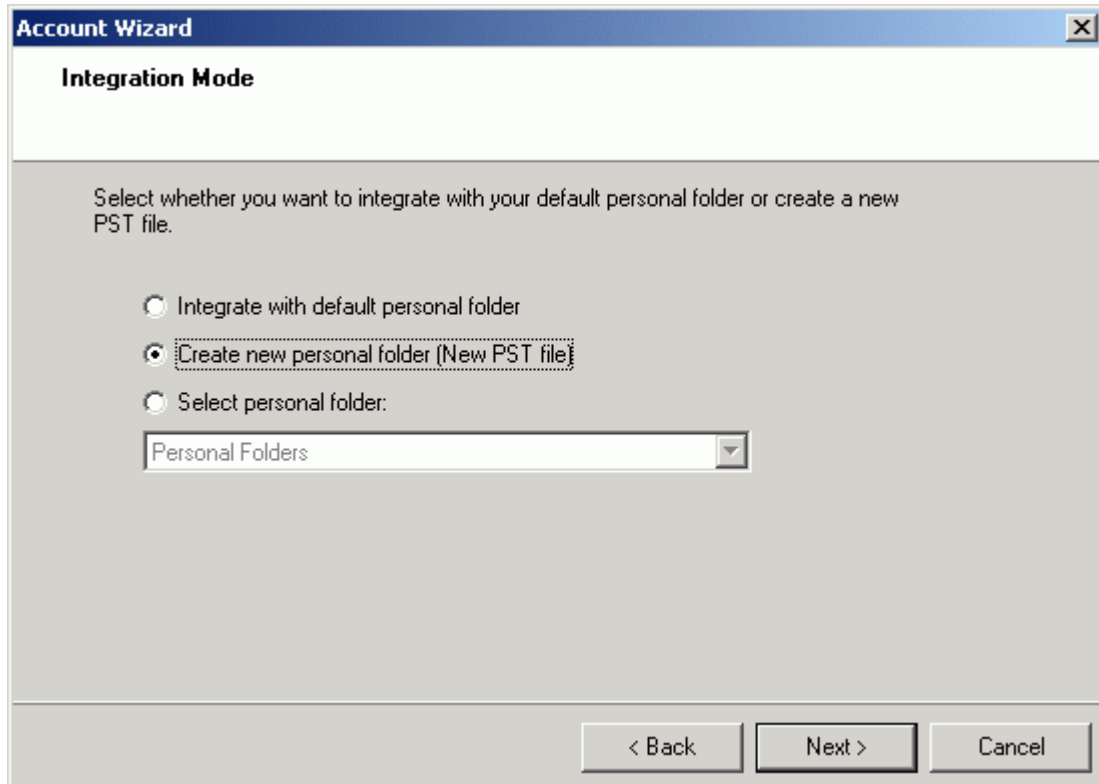 Account Wizard
Integration Mode
Select whether you want to integrate with your default personal folder or create a new
PST file.
Integrate with default personal folder
Create new personal folder (New PST file)
Select personal folder:
Personal Folders
< Back Next > Cancel